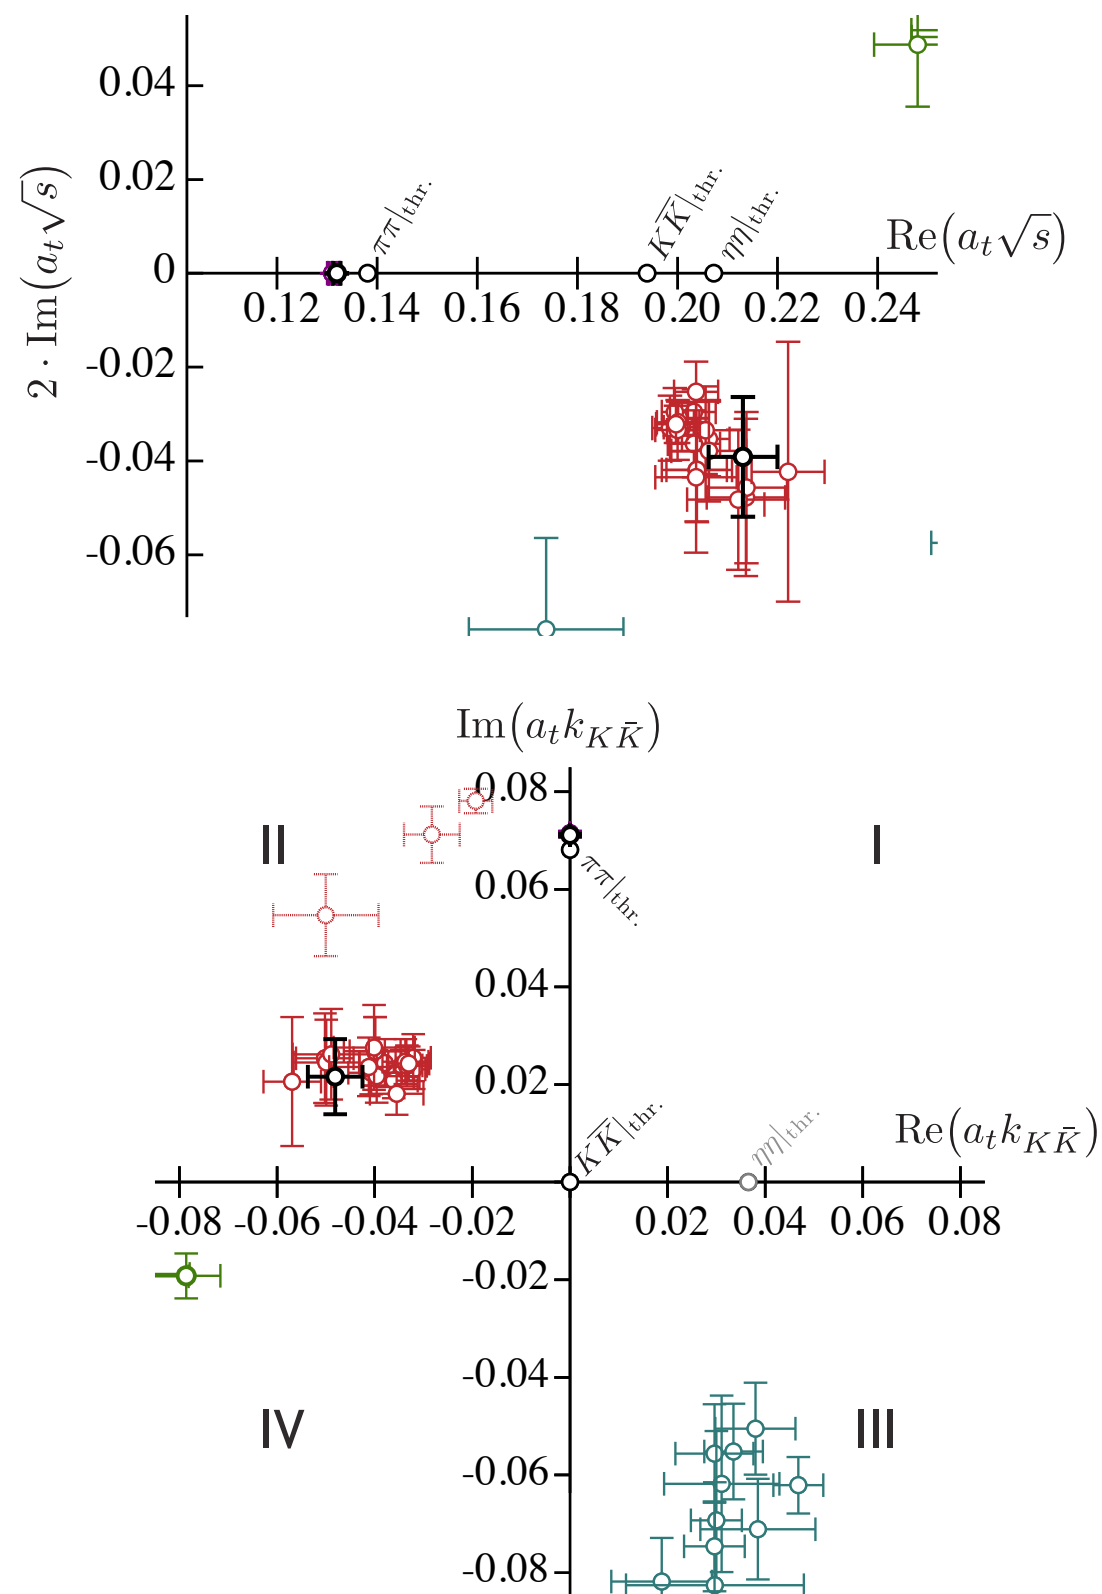 0.04
0.02
0
-0.02
-0.04
-0.06
2 · Im(a_t√s)
ππ|thr.
KK̅|thr.
ηη|thr.
Re(a_t√s)
0.12 0.14 0.16 0.18 0.20 0.22 0.24
Im(a_t k_{KK̄})
0.08
II
I
ππ|thr.
0.06
0.04
0.02
KK̅|thr.
ηη|thr.
Re(a_t k_{KK̄})
-0.08 -0.06 -0.04 -0.02 0.02 0.04 0.06 0.08
-0.02
-0.04
IV
III
-0.06
-0.08